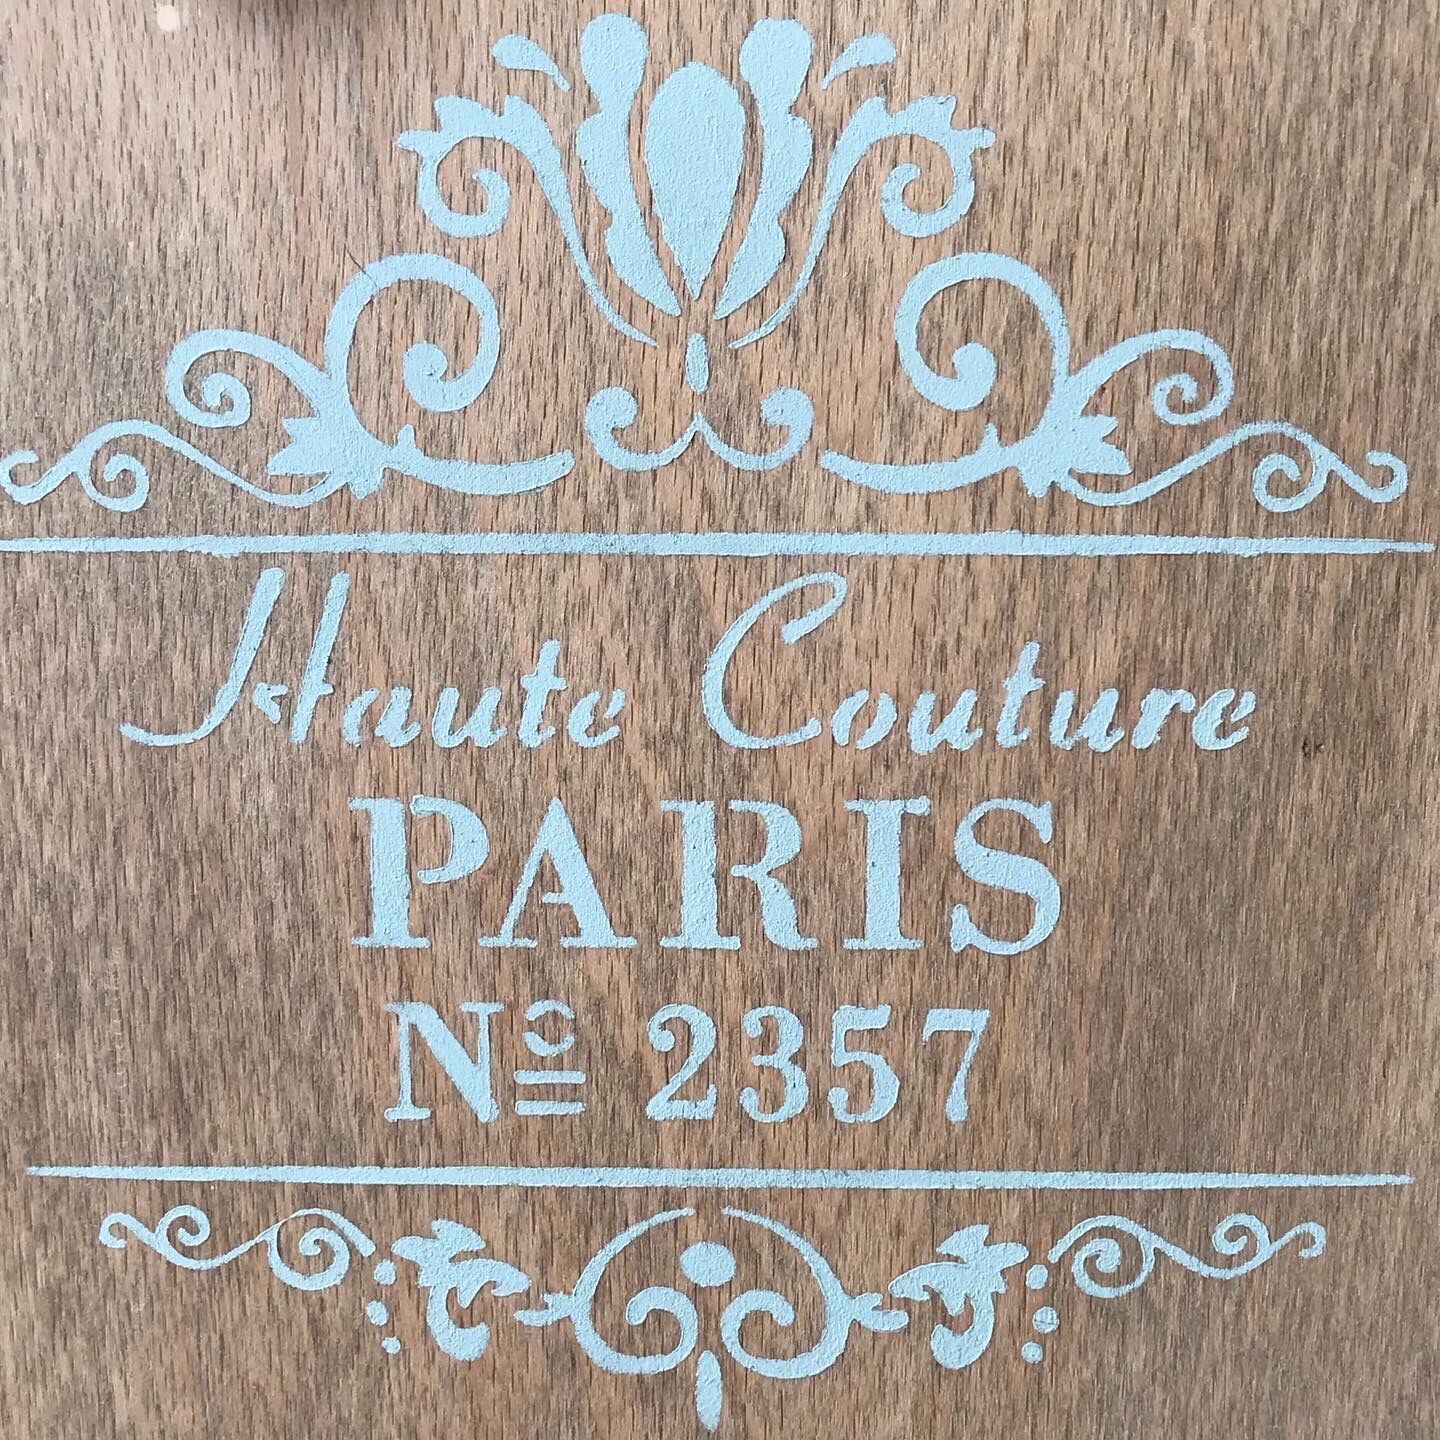 Haute Couture
PARIS
Nº 2357